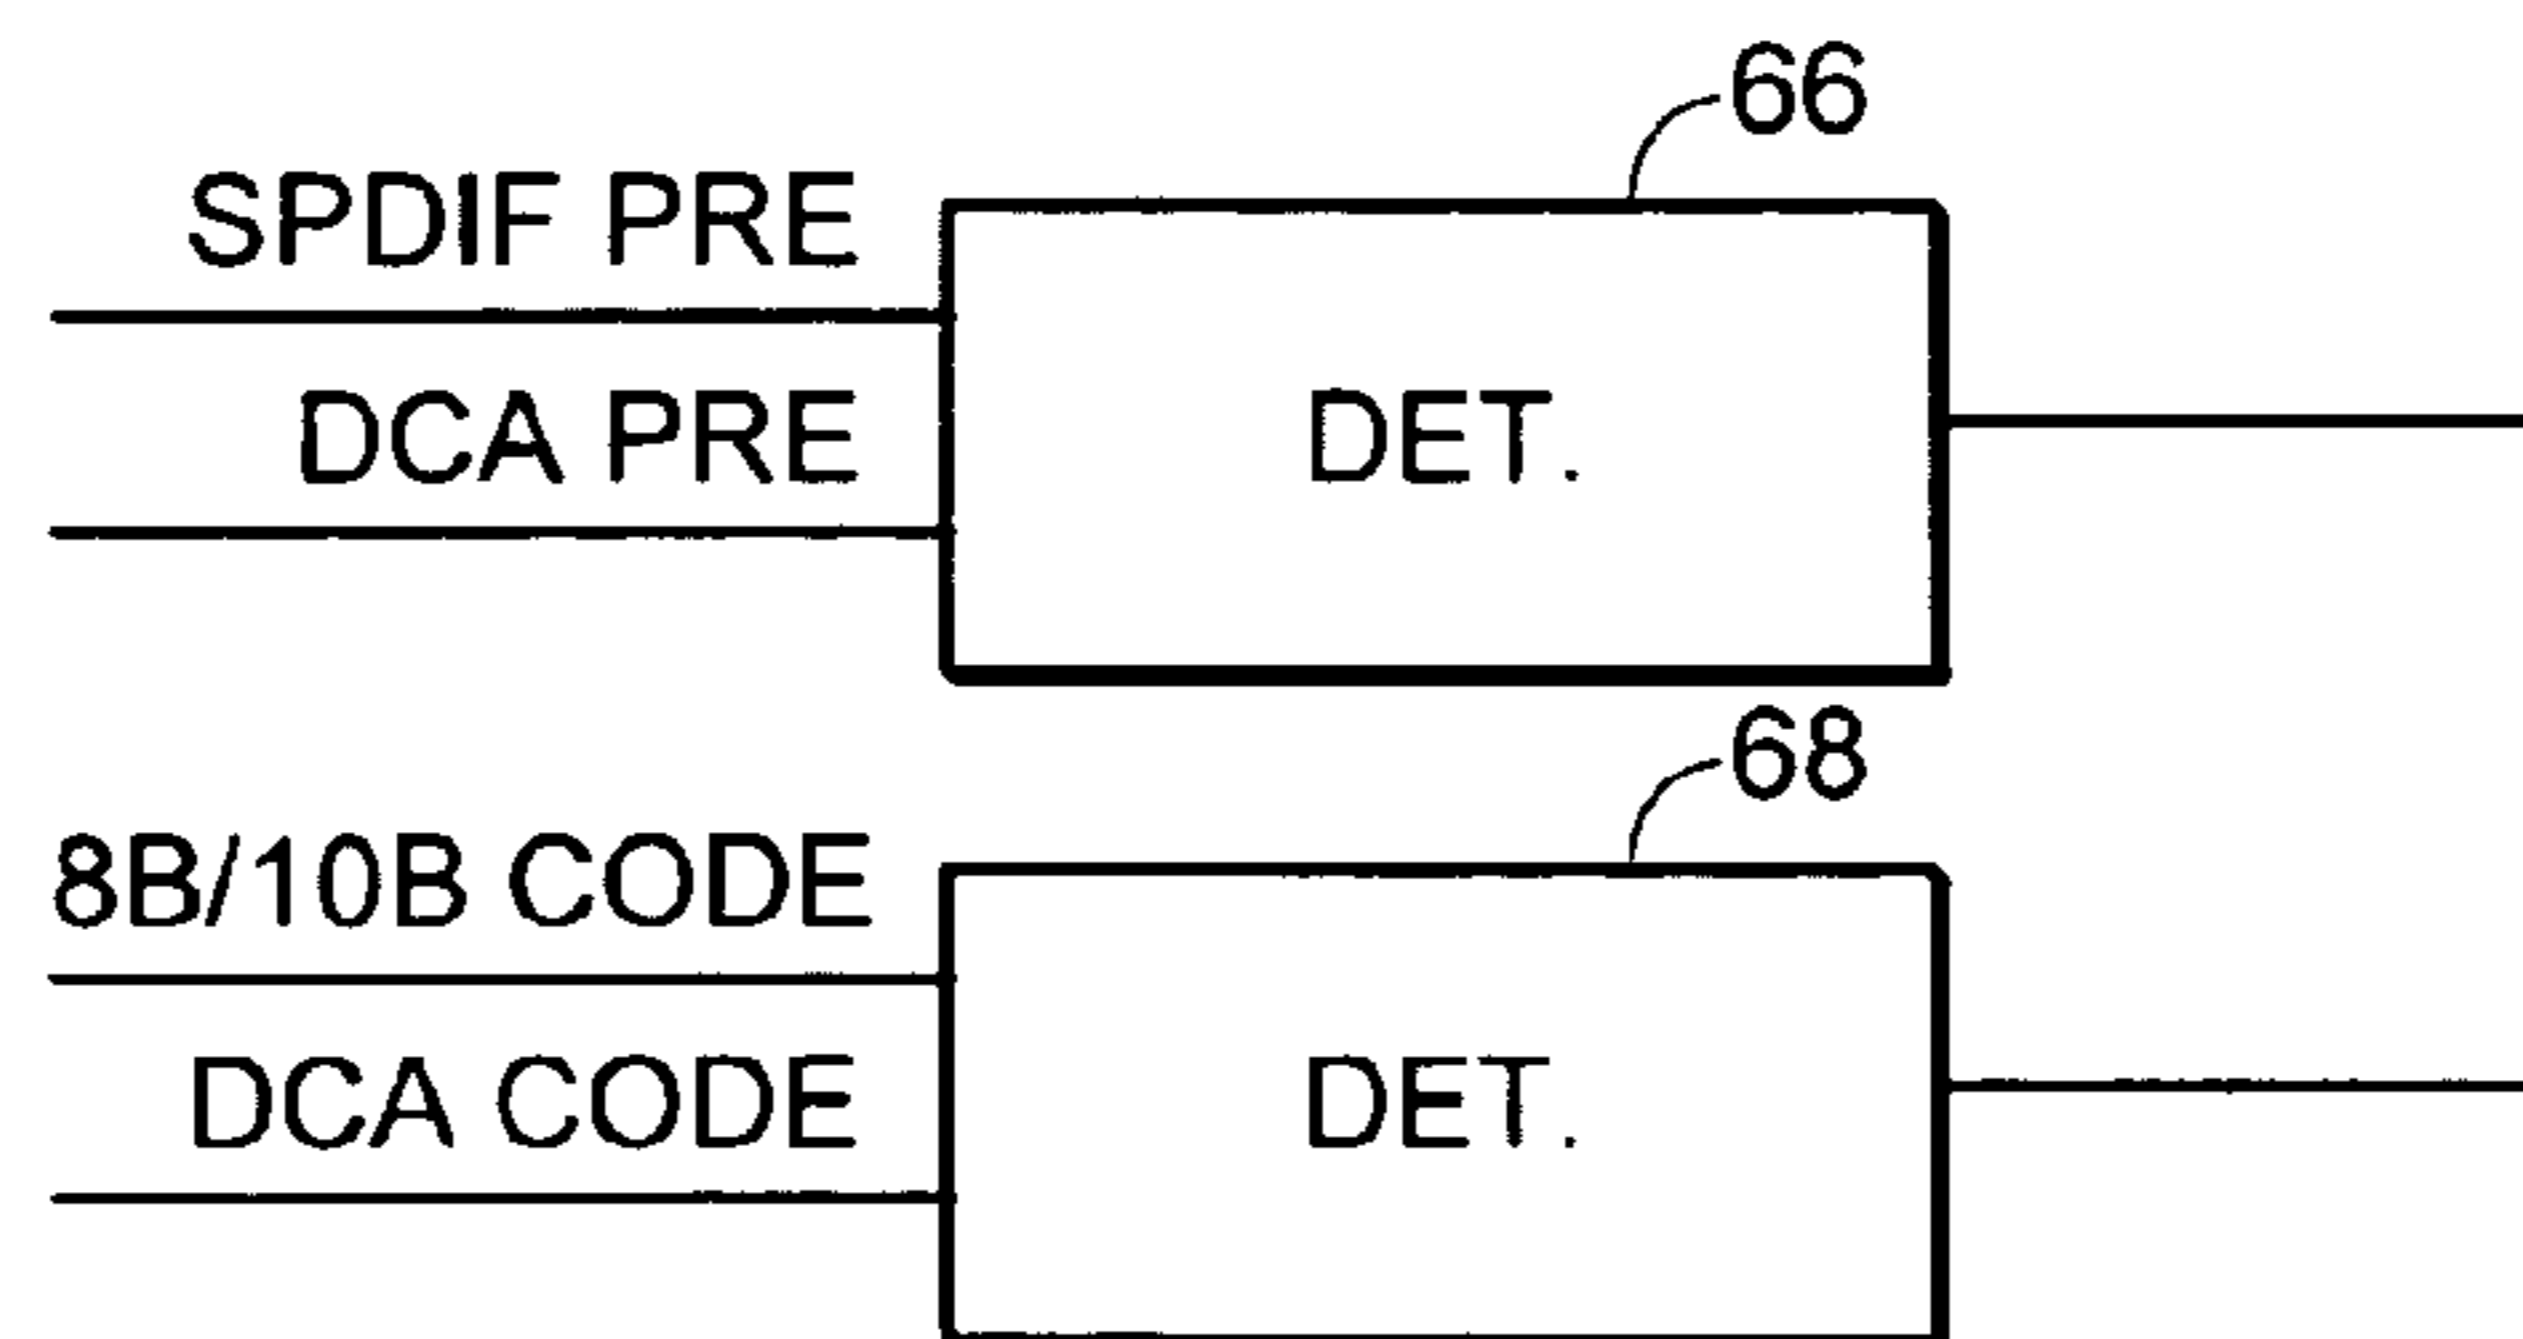 66
SPDIF PRE
DCA PRE
DET.
68
8B/10B CODE
DCA CODE
DET.